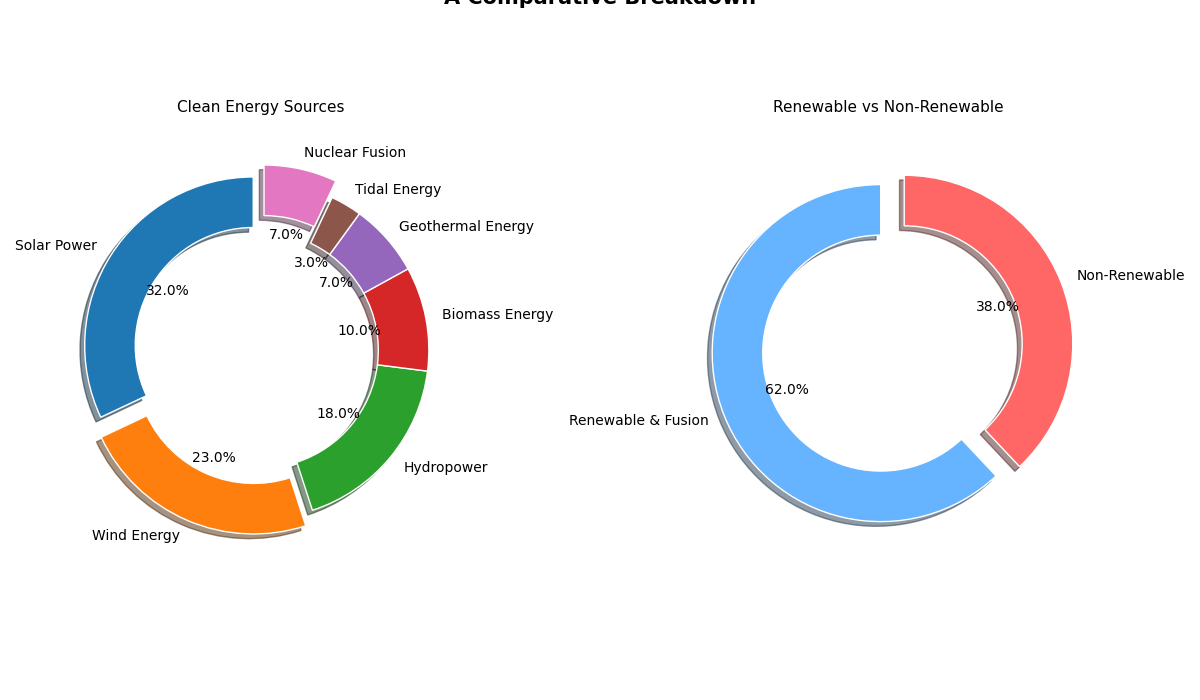 A Comparative Breakdown
Clean Energy Sources
Nuclear Fusion
Tidal Energy
Geothermal Energy
Solar Power
Biomass Energy
Hydropower
Wind Energy
7.0%
3.0%
7.0%
32.0%
10.0%
18.0%
23.0%
Renewable vs Non-Renewable
Non-Renewable
38.0%
62.0%
Renewable & Fusion